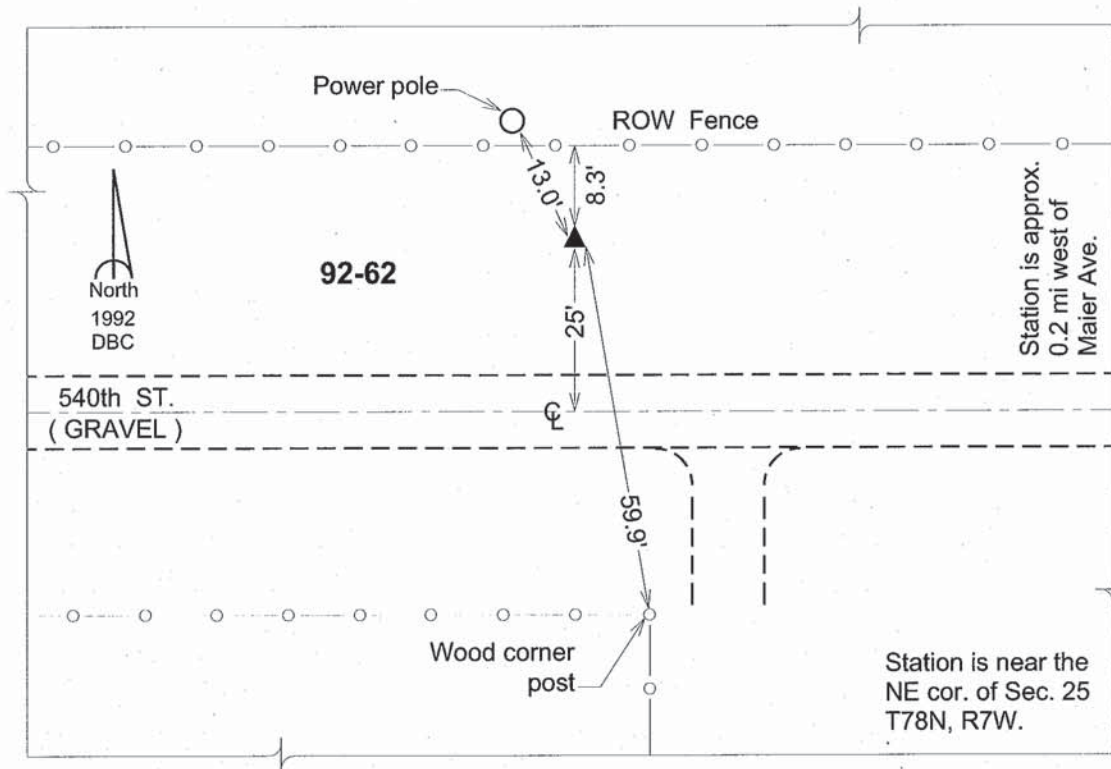 Power pole
ROW Fence
13.0'
8.3'
Station is approx.
0.2 mi west of
Maier Ave.
92-62
North
1992
DBC
25'
540th ST.
( GRAVEL )
℄
59.9'
Wood corner
post
Station is near the
NE cor. of Sec. 25
T78N, R7W.